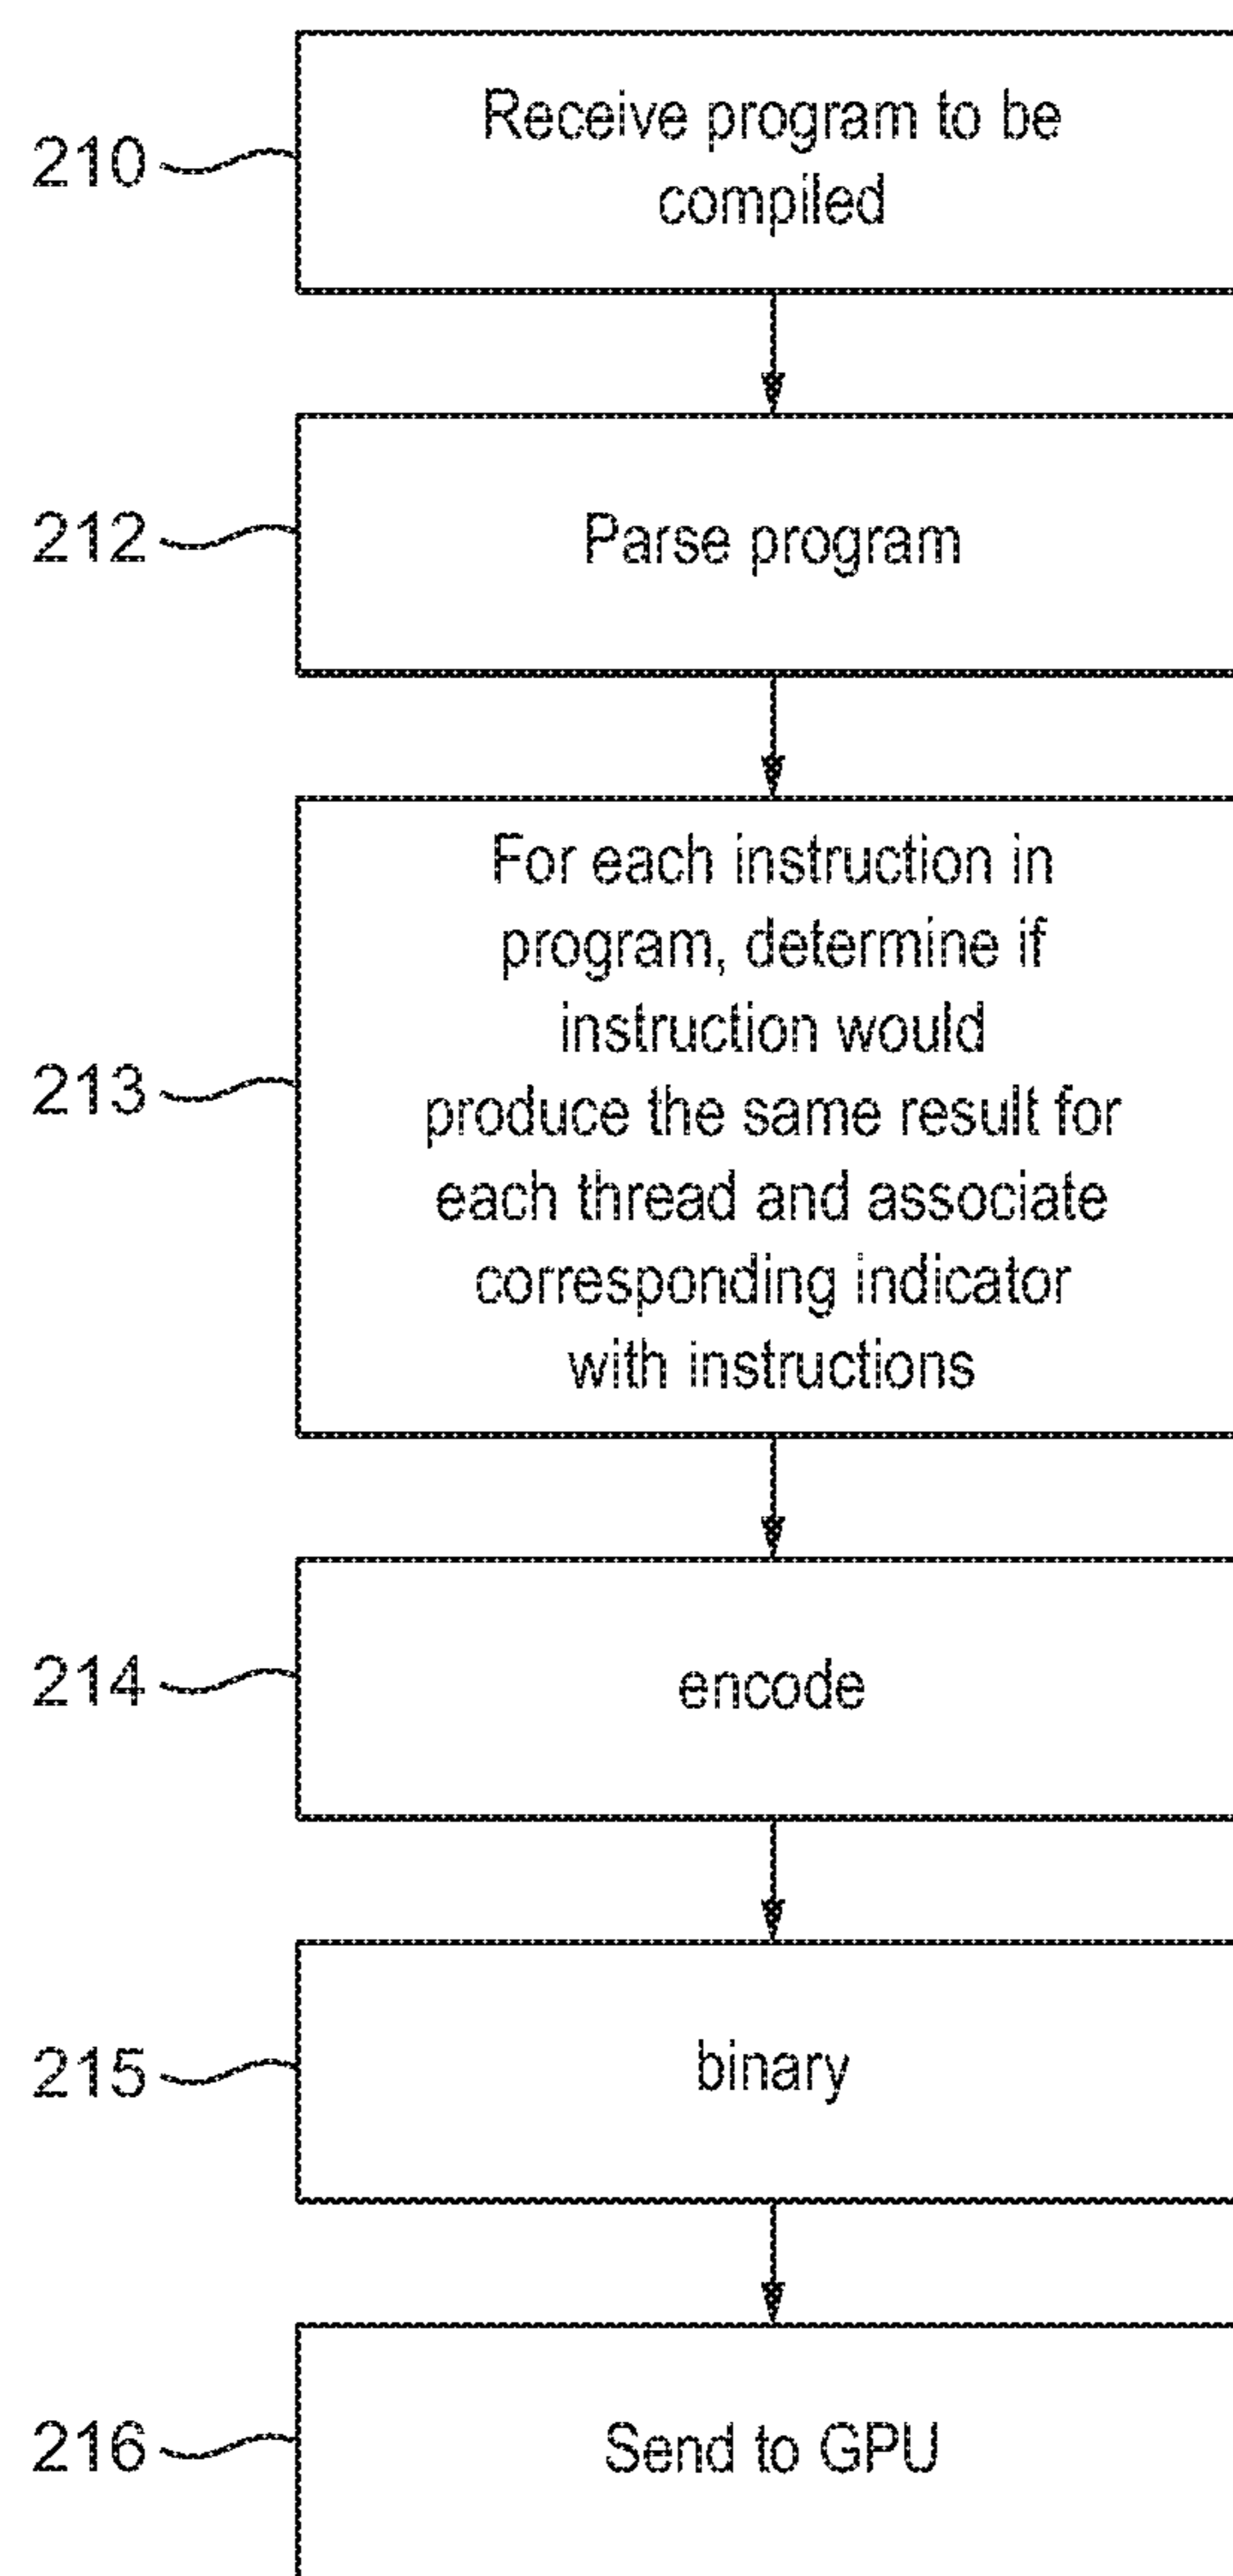 Receive program to be
compiled
210
Parse program
212
For each instruction in
program, determine if
instruction would
produce the same result for
each thread and associate
corresponding indicator
with instructions
213
encode
214
binary
215
Send to GPU
216